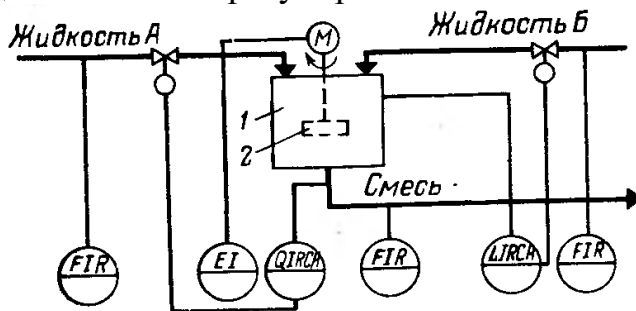 Жидкость А
М
Жидкость Б
1
2
Смесь
FIR
EI
QIRCA
FIR
LIRCA
FIR